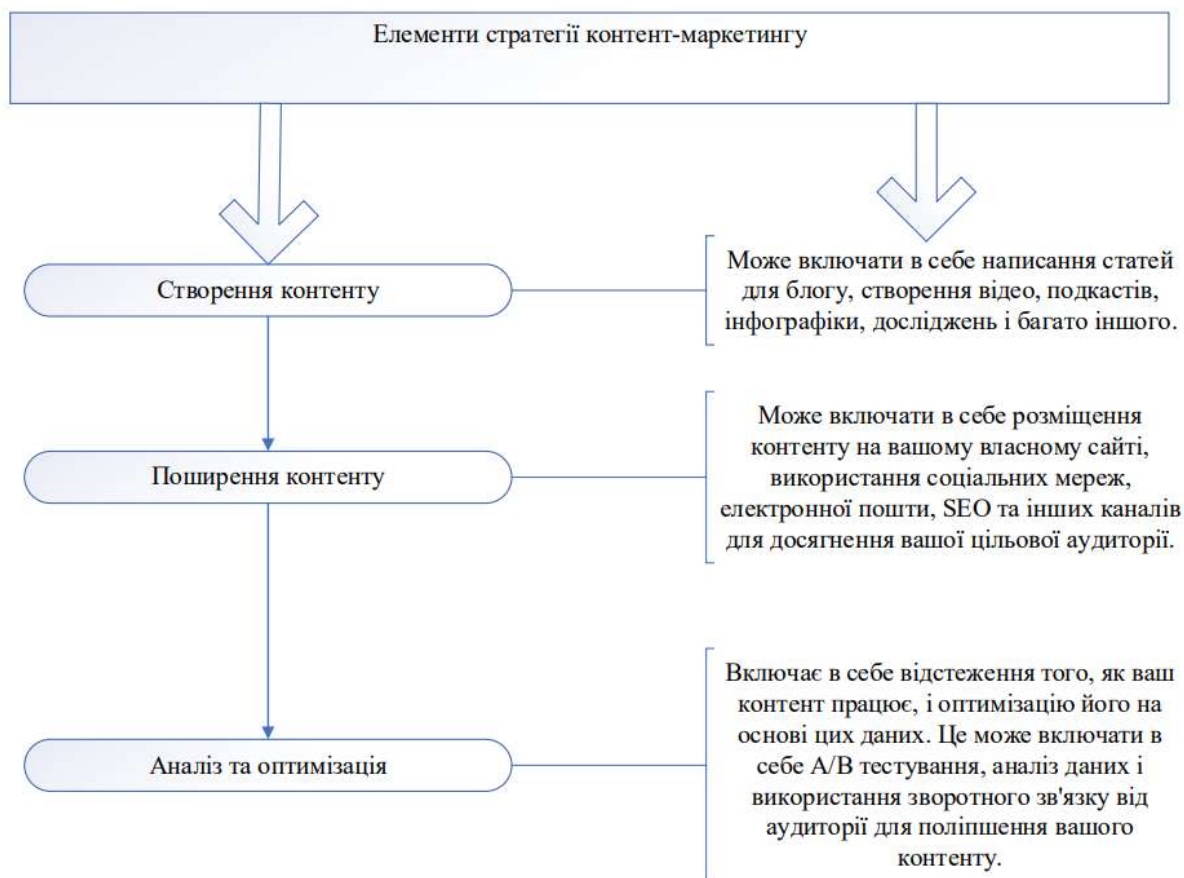 Елементи стратегії контент-маркетингу
Створення контенту
Може включати в себе написання статей
для блогу, створення відео, подкастів,
інфографіки, досліджень і багато іншого.
Поширення контенту
Може включати в себе розміщення
контенту на вашому власному сайті,
використання соціальних мереж,
електронної пошти, SEO та інших каналів
для досягнення вашої цільової аудиторії.
Аналіз та оптимізація
Включає в себе відстеження того, як ваш
контент працює, і оптимізацію його на
основі цих даних. Це може включати в
себе A/B тестування, аналіз даних і
використання зворотного зв'язку від
аудиторії для поліпшення вашого
контенту.